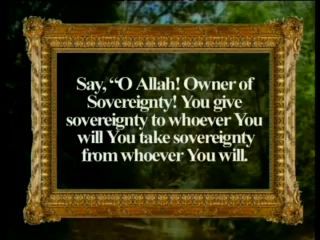 Say, “O Allah! Owner of
Sovereignty! You give
sovereignty to whoever You
will You take sovereignty
from whoever You will.